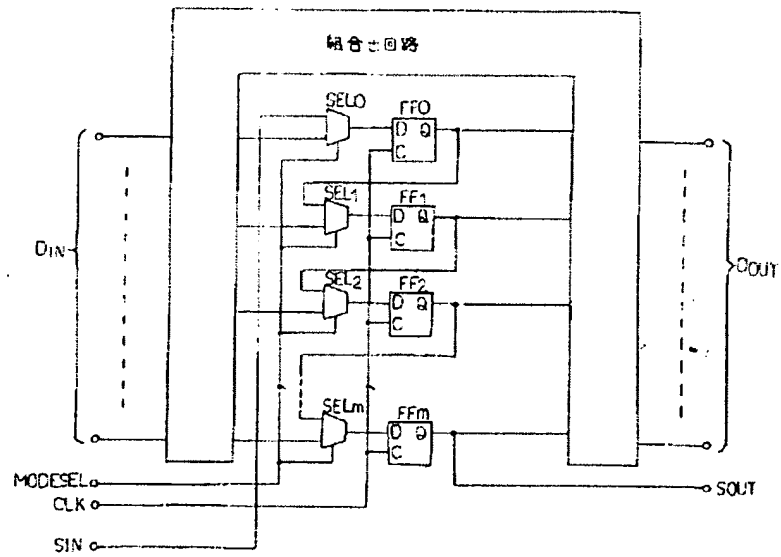 組合せ回路
SEL0
FF0
D Q
C
SEL1
FF1
D Q
C
DIN
DOUT
SEL2
FF2
D Q
C
SELm
FFm
D Q
C
MODESEL
SOUT
CLK
SIN